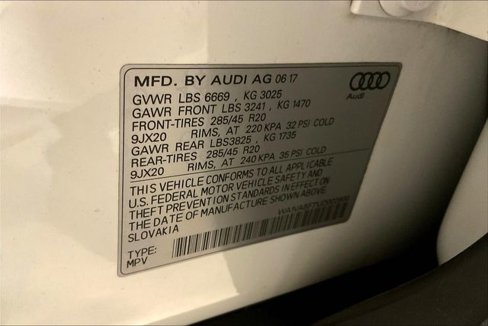 MFD. BY AUDI AG 06 17
Audi
GVWR LBS 6669 , KG 3025
GAWR FRONT LBS 3241 , KG 1470
FRONT-TIRES 285/45 R20
9JX20 RIMS, AT 220 KPA 32 PSI COLD
GAWR REAR LBS3825 , KG 1735
REAR-TIRES 285/45 R20
9JX20 RIMS, AT 240 KPA 35 PSI COLD
THIS VEHICLE CONFORMS TO ALL APPLICABLE
U.S. FEDERAL MOTOR VEHICLE SAFETY AND
THEFT PREVENTION STANDARDS IN EFFECT ON
THE DATE OF MANUFACTURE SHOWN ABOVE.
SLOVAKIA
TYPE:
MPV